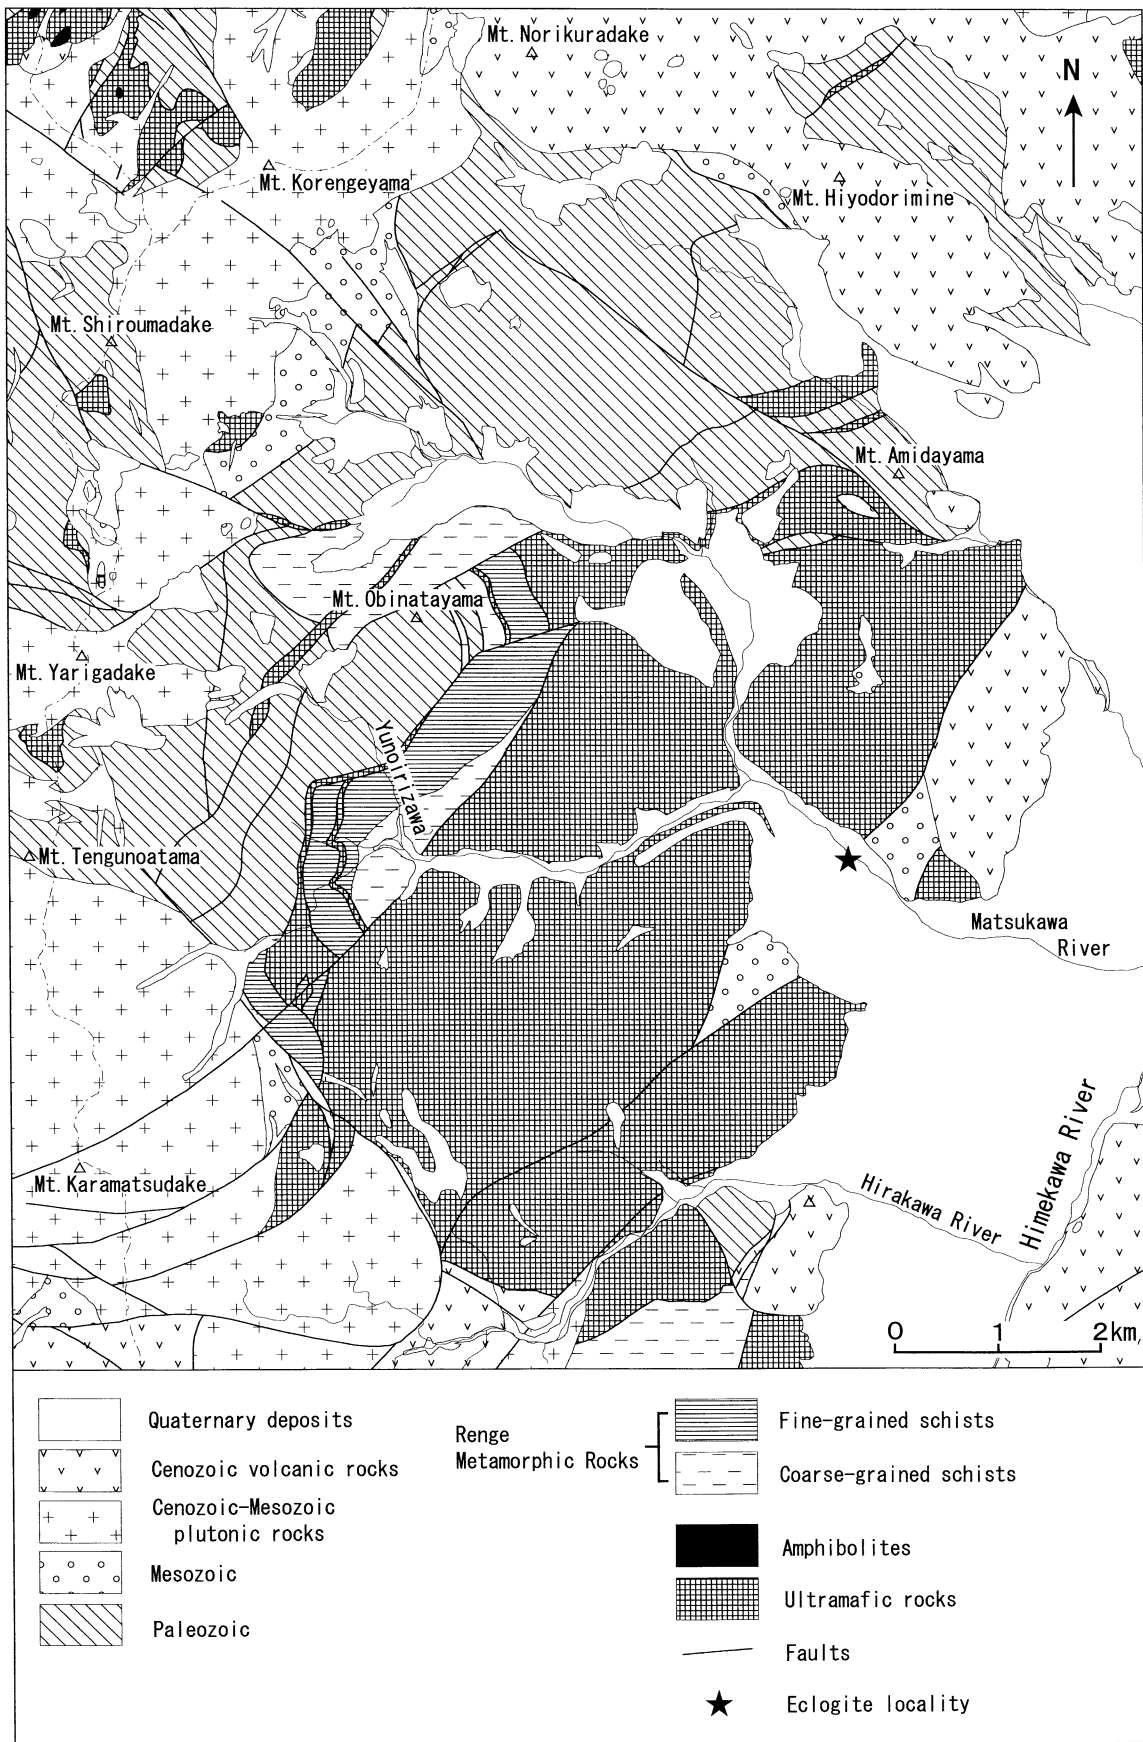 Mt. Norikuradake
N
Mt. Korengeyama
Mt. Hiyodorimine
Mt. Shiroumadake
Mt. Amidayama
Mt. Obinatayama
Mt. Yarigadake
Yunoirizawa
Mt. Tengunoatama
Matsukawa
River
Himekawa River
Mt. Karamatsudake
Hirakawa River
0 1 2km
Quaternary deposits
Cenozoic volcanic rocks
Cenozoic-Mesozoic
plutonic rocks
Mesozoic
Paleozoic
Renge
Metamorphic Rocks
Fine-grained schists
Coarse-grained schists
Amphibolites
Ultramafic rocks
Faults
Eclogite locality